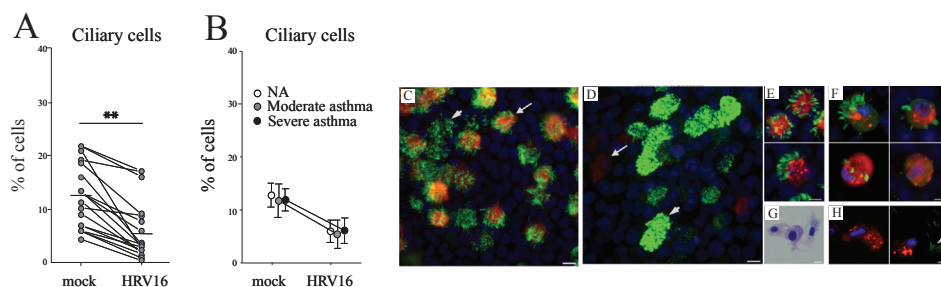 A
Ciliary cells
% of cells
40
30
20
10
0
**
mock
HRV16
B
Ciliary cells
% of cells
40
30
20
10
0
NA
Moderate asthma
Severe asthma
mock
HRV16
C
D
E
F
G
H